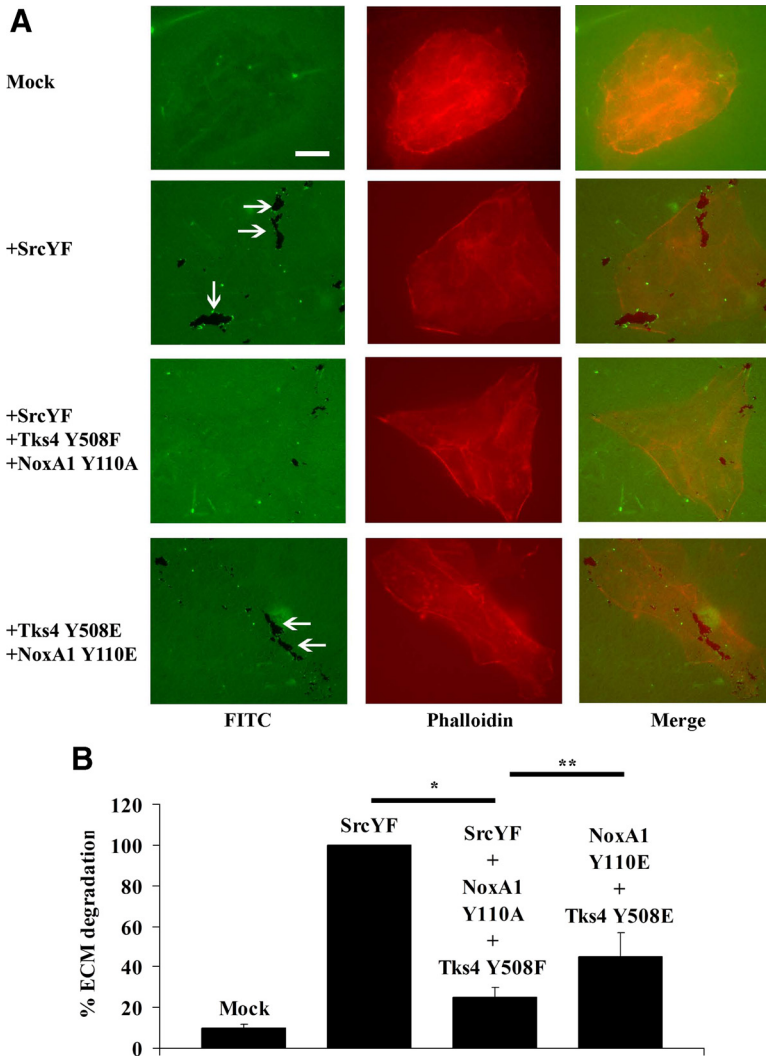 A
Mock
+SrcYF
+SrcYF
+Tks4 Y508F
+NoxA1 Y110A
+Tks4 Y508E
+NoxA1 Y110E
FITC
Phalloidin
Merge
B
% ECM degradation
120
100
80
60
40
20
0
Mock
SrcYF
SrcYF
+
NoxA1
Y110A
+
Tks4 Y508F
NoxA1
Y110E
+
Tks4 Y508E
*
**